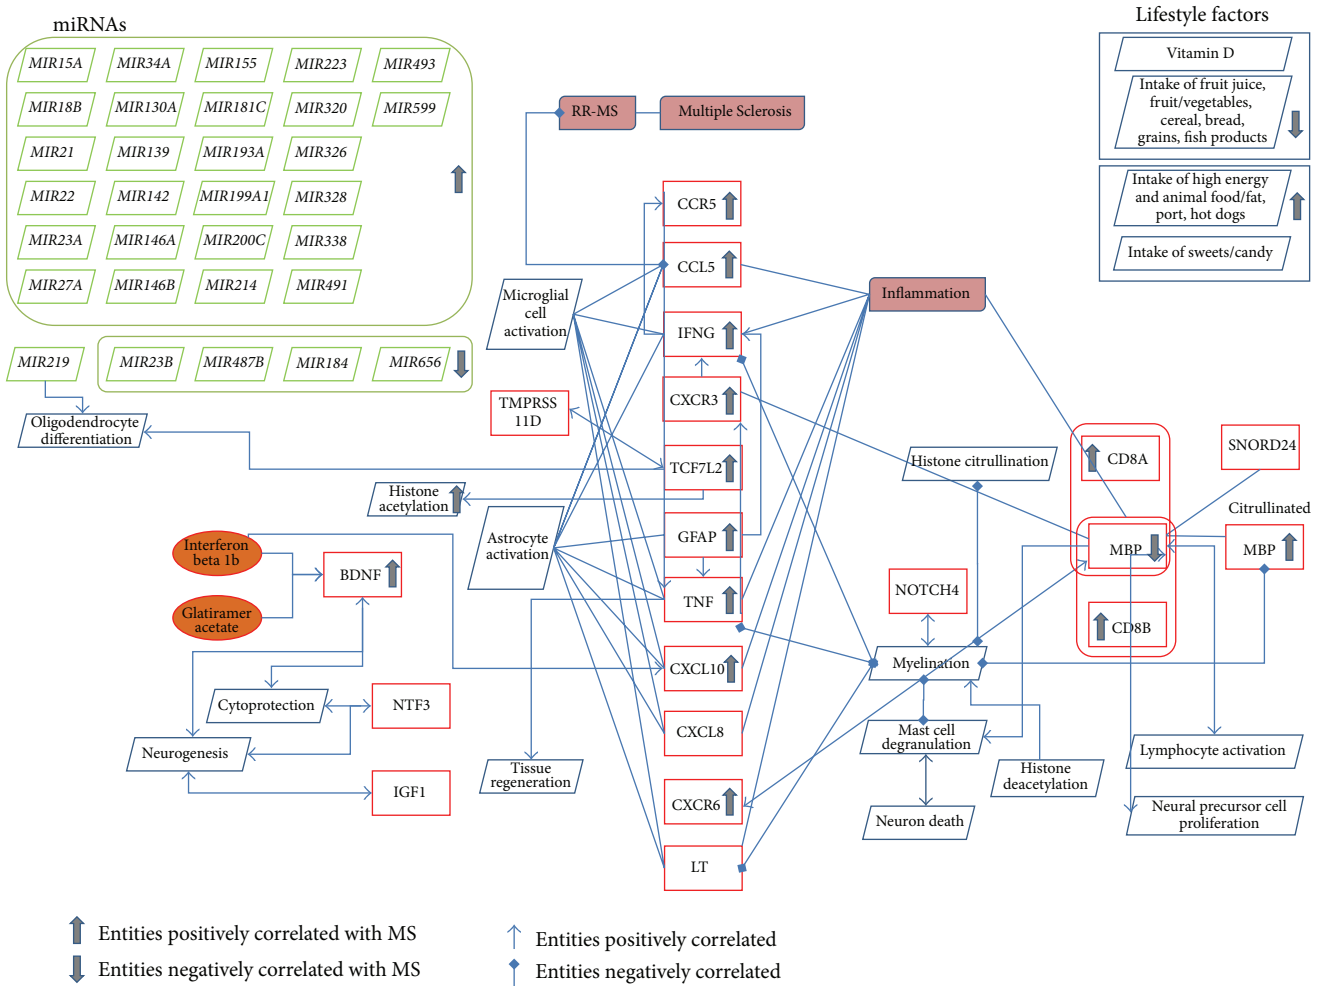 miRNAs
MIR15A
MIR34A
MIR155
MIR223
MIR493
MIR18B
MIR130A
MIR181C
MIR320
MIR599
MIR21
MIR139
MIR193A
MIR326
MIR22
MIR142
MIR199A1
MIR328
MIR23A
MIR146A
MIR200C
MIR338
MIR27A
MIR146B
MIR214
MIR491
MIR219
MIR23B
MIR487B
MIR184
MIR656
Oligodendrocyte
differentiation
Lifestyle factors
Vitamin D
Intake of fruit juice,
fruit/vegetables,
cereal, bread,
grains, fish products
Intake of high energy
and animal food/fat,
port, hot dogs
Intake of sweets/candy
RR-MS
Multiple Sclerosis
CCR5
CCL5
IFNG
CXCR3
TCF7L2
GFAP
TNF
CXCL10
CXCL8
CXCR6
LT
Microglial
cell
activation
TMPRSS
11D
Histone
acetylation
Astrocyte
activation
Inflammation
Interferon
beta 1b
Glatiramer
acetate
BDNF
Cytoprotection
NTF3
Neurogenesis
IGF1
Tissue
regeneration
Histone citrullination
CD8A
SNORD24
Citrullinated
MBP
MBP
CD8B
NOTCH4
Myelination
Mast cell
degranulation
Histone
deacetylation
Neuron death
Lymphocyte activation
Neural precursor cell
proliferation
Entities positively correlated with MS
Entities negatively correlated with MS
Entities positively correlated
Entities negatively correlated